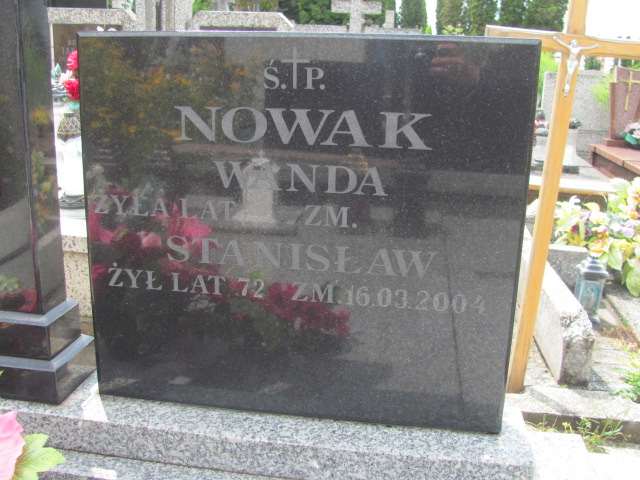 Ś.P.
NOWAK
WANDA
ŻYŁA LAT ZM.
STANISŁAW
ŻYŁ LAT 72 ZM. 16.03.2004